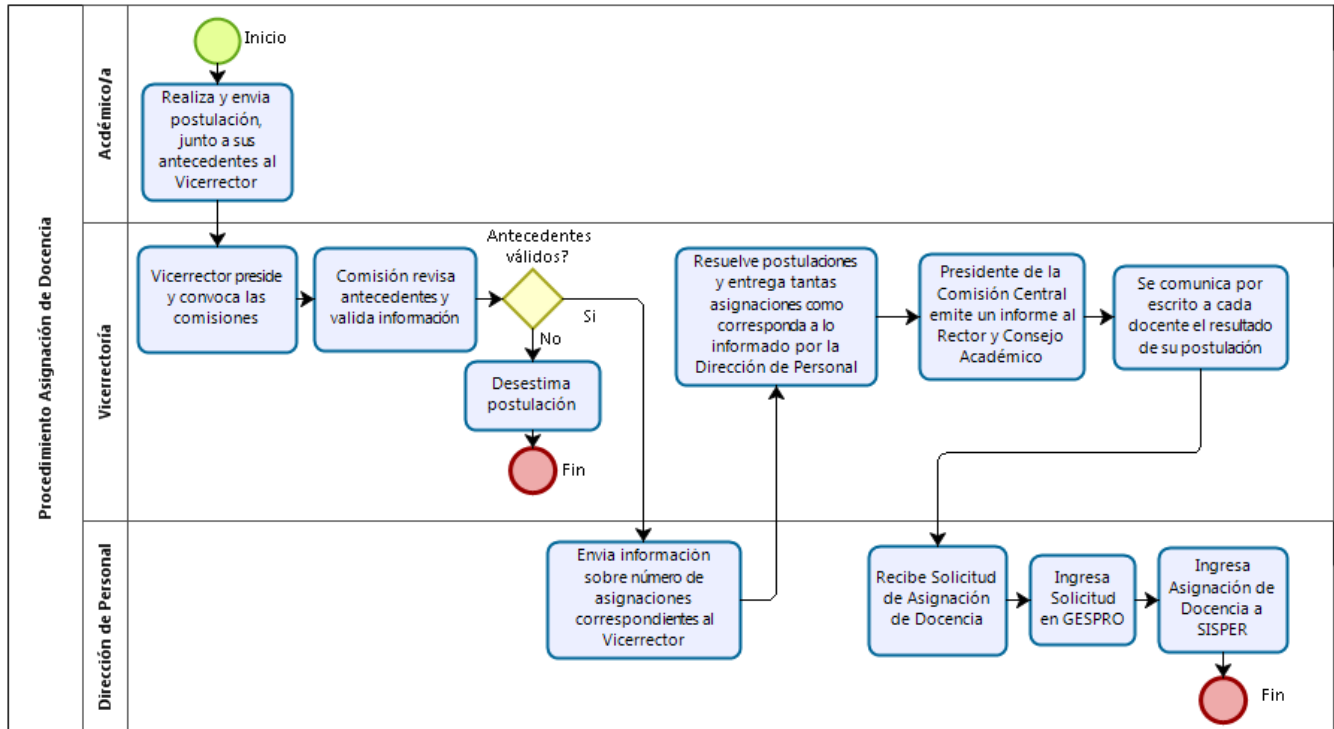 Procedimiento Asignación de Docencia
Acdémico/a
Inicio
Realiza y envia
postulación,
junto a sus
antecedentes al
Vicerrector
Vicerrectoría
Vicerrector preside
y convoca las
comisiones
Comisión revisa
antecedentes y
valida información
Antecedentes
válidos?
Si
No
Desestima
postulación
Fin
Resuelve postulaciones
y entrega tantas
asignaciones como
corresponda a lo
informado por la
Dirección de Personal
Presidente de la
Comisión Central
emite un informe al
Rector y Consejo
Académico
Se comunica por
escrito a cada
docente el resultado
de su postulación
Dirección de Personal
Envia información
sobre número de
asignaciones
correspondientes al
Vicerrector
Recibe Solicitud
de Asignación
de Docencia
Ingresa
Solicitud
en GESPRO
Ingresa
Asignación de
Docencia a
SISPER
Fin